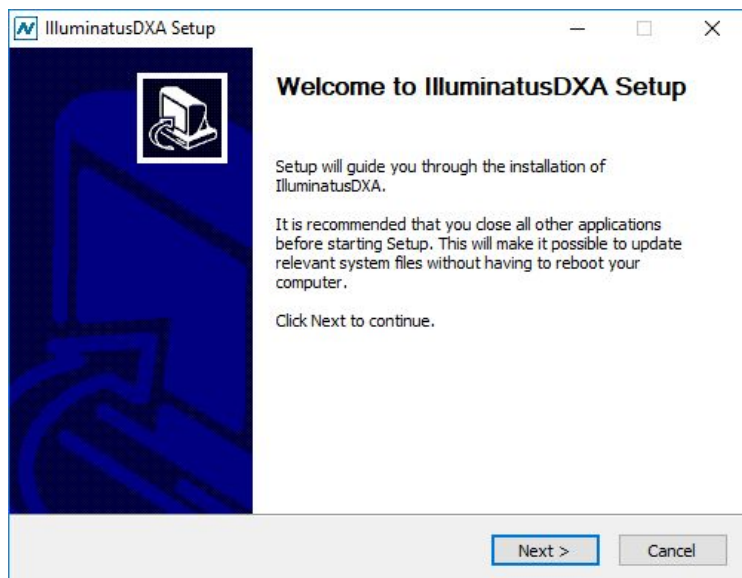 IlluminatusDXA Setup
Welcome to IlluminatusDXA Setup
Setup will guide you through the installation of
IlluminatusDXA.
It is recommended that you close all other applications
before starting Setup. This will make it possible to update
relevant system files without having to reboot your
computer.
Click Next to continue.
Next >
Cancel